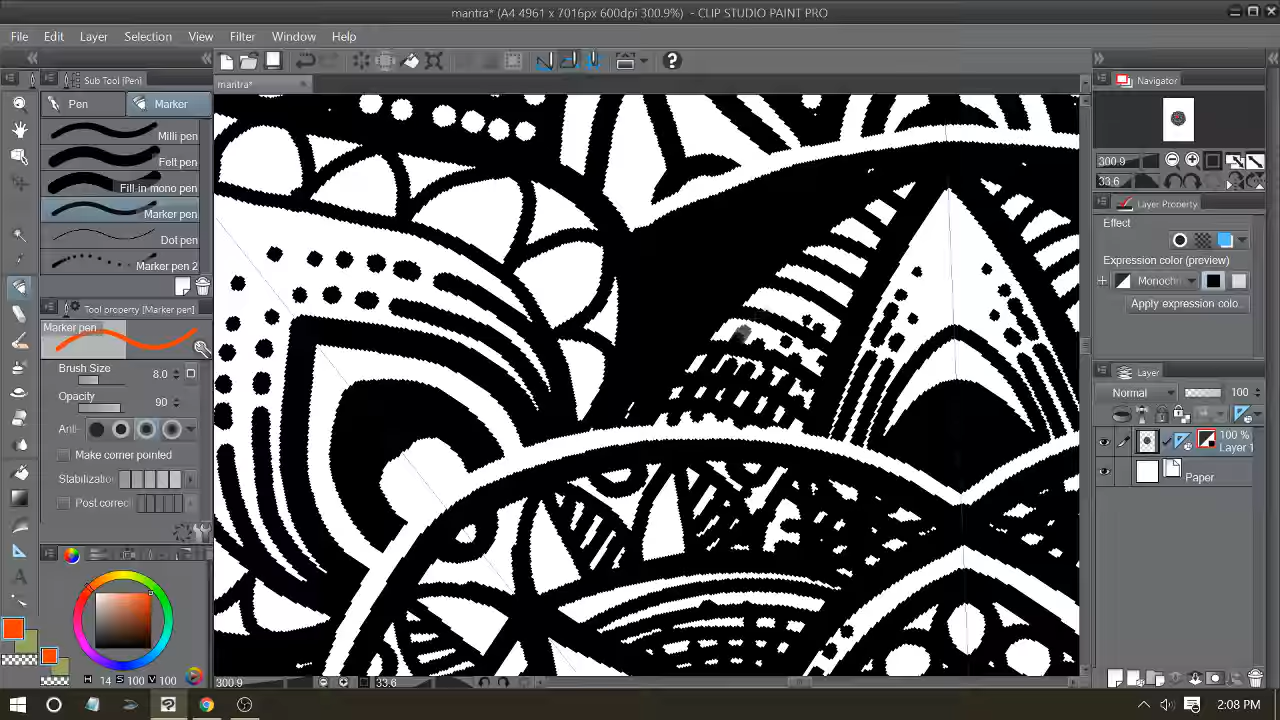 mantra* (A4 4961 x 7016px 600dpi 300.9%) - CLIP STUDIO PAINT PRO
File Edit Layer Selection View Filter Window Help
Sub Tool [Pen]
Pen Marker
Milli pen
Felt pen
Fill-in mono pen
Marker pen
Dot pen
Marker pen 2
Tool property [Marker pen]
Marker pen
Brush Size 8.0
Opacity 90
Anti-
Make corner pointed
Stabilizatio
Post correct
H 14 S 100 V 100
mantra*
300.9 33.6
Navigator
300.9
33.6
Layer Property
Effect
Expression color (preview)
Monoch
Apply expression colo..
Layer
Normal 100
100 %
Layer 1
Paper
2:08 PM